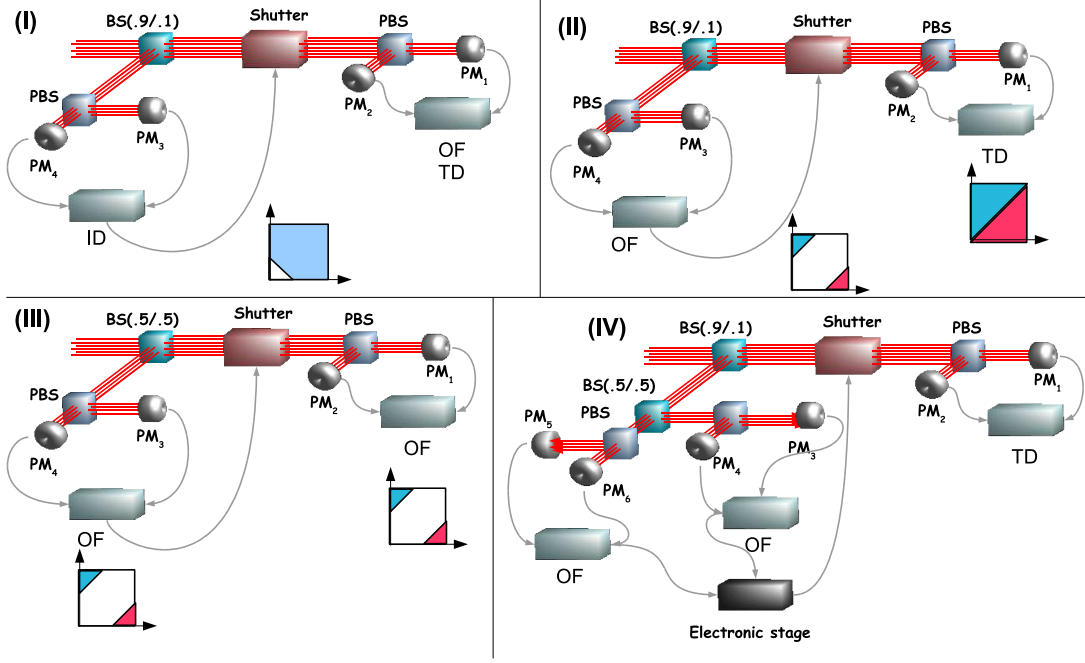 (I)
BS(.9/.1)
Shutter
PBS
PM1
PM2
OF
TD
PBS
PM3
PM4
ID
(II)
BS(.9/.1)
Shutter
PBS
PM1
PM2
TD
PBS
PM3
PM4
OF
(III)
BS(.5/.5)
Shutter
PBS
PM1
PM2
OF
PBS
PM3
PM4
OF
(IV)
BS(.9/.1)
Shutter
PBS
PM1
PM2
TD
BS(.5/.5)
PBS
PM5
PM3
PM4
PM6
OF
OF
Electronic stage